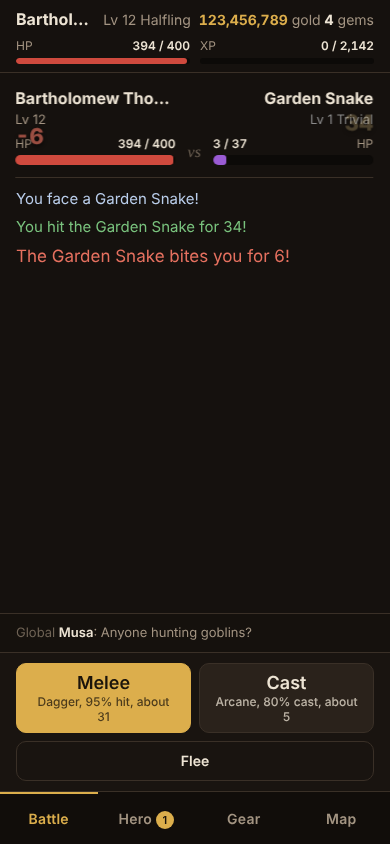 Barthol... Lv 12 Halfling 123,456,789 gold 4 gems
HP 394 / 400 XP 0 / 2,142
Bartholomew Tho... Garden Snake
Lv 12 Lv 1 Trivial
-6 34
HP 394 / 400 vs 3 / 37 HP
You face a Garden Snake!
You hit the Garden Snake for 34!
The Garden Snake bites you for 6!
Global Musa: Anyone hunting goblins?
Melee Cast
Dagger, 95% hit, about Arcane, 80% cast, about
31 5
Flee
Battle Hero 1 Gear Map